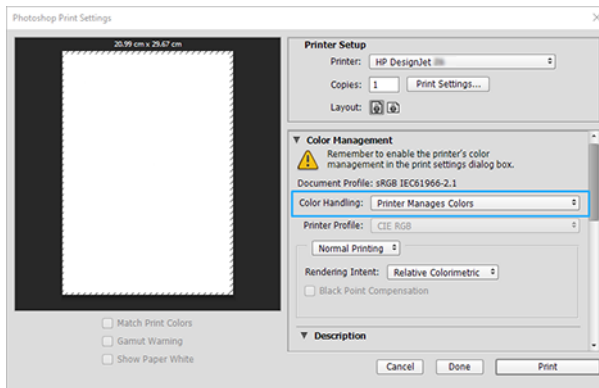 Photoshop Print Settings
20.99 cm x 29.67 cm
Match Print Colors
Gamut Warning
Show Paper White
Printer Setup
Printer: HP DesignJet
Copies: 1 Print Settings...
Layout:
Color Management
Remember to enable the printer's color
management in the print settings dialog box.
Document Profile: sRGB IEC61966-2.1
Color Handling: Printer Manages Colors
Printer Profile: CIE RGB
Normal Printing
Rendering Intent: Relative Colorimetric
Black Point Compensation
Description
Cancel Done Print